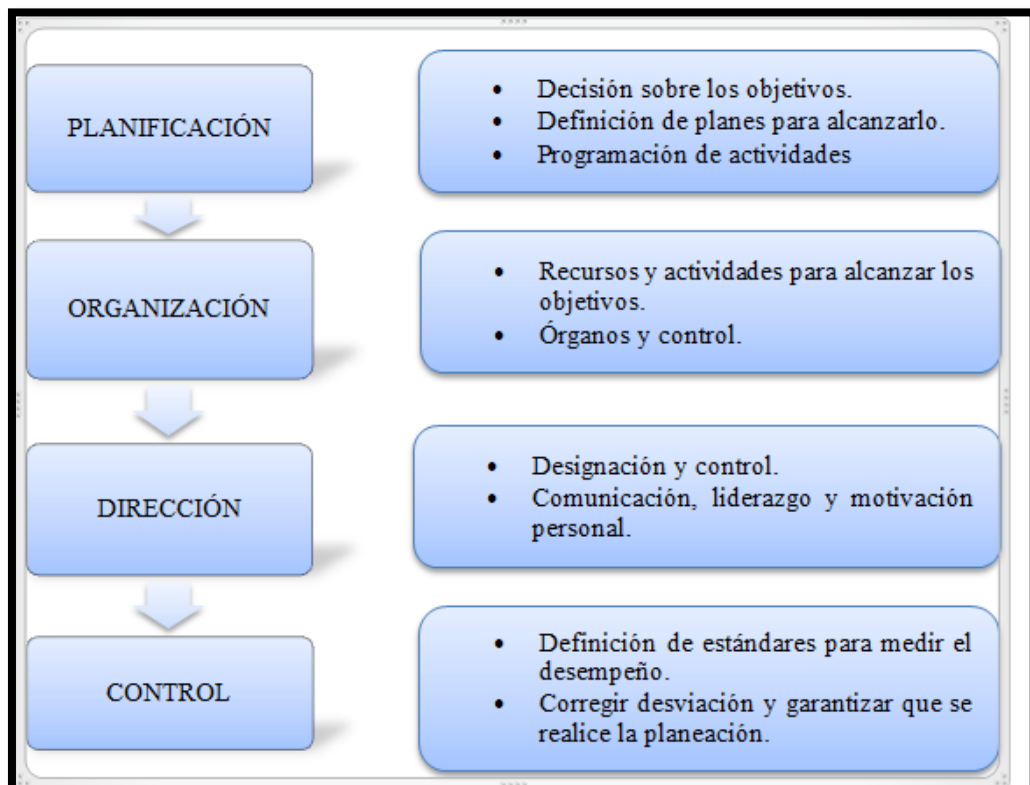 PLANIFICACIÓN
• Decisión sobre los objetivos.
• Definición de planes para alcanzarlo.
• Programación de actividades
ORGANIZACIÓN
• Recursos y actividades para alcanzar los
objetivos.
• Órganos y control.
DIRECCIÓN
• Designación y control.
• Comunicación, liderazgo y motivación
personal.
CONTROL
• Definición de estándares para medir el
desempeño.
• Corregir desviación y garantizar que se
realice la planeación.